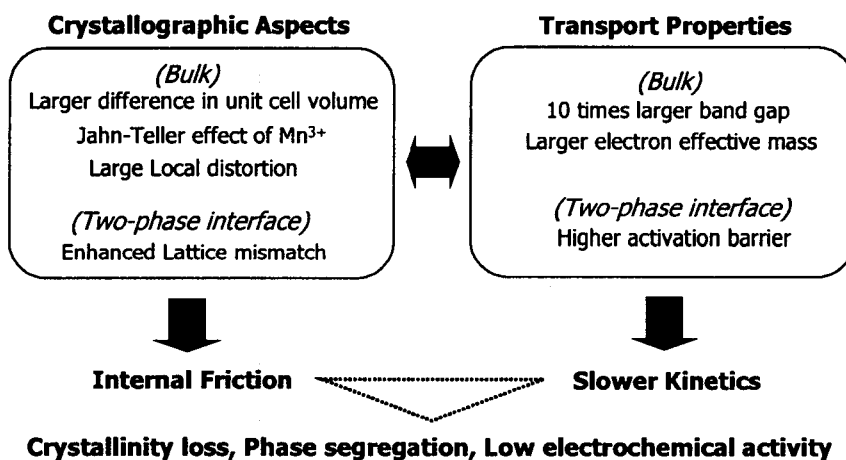 Crystallographic Aspects
(Bulk)
Larger difference in unit cell volume
Jahn-Teller effect of Mn³⁺
Large Local distortion
(Two-phase interface)
Enhanced Lattice mismatch
Transport Properties
(Bulk)
10 times larger band gap
Larger electron effective mass
(Two-phase interface)
Higher activation barrier
Internal Friction
Slower Kinetics
Crystallinity loss, Phase segregation, Low electrochemical activity